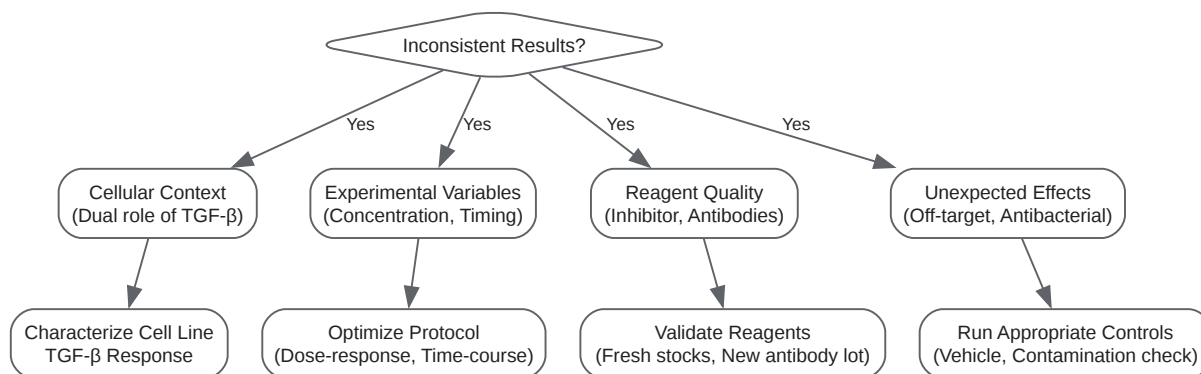 Inconsistent Results?
Yes
Yes
Yes
Yes
Cellular Context
(Dual role of TGF-β)
Experimental Variables
(Concentration, Timing)
Reagent Quality
(Inhibitor, Antibodies)
Unexpected Effects
(Off-target, Antibacterial)
Characterize Cell Line
TGF-β Response
Optimize Protocol
(Dose-response, Time-course)
Validate Reagents
(Fresh stocks, New antibody lot)
Run Appropriate Controls
(Vehicle, Contamination check)